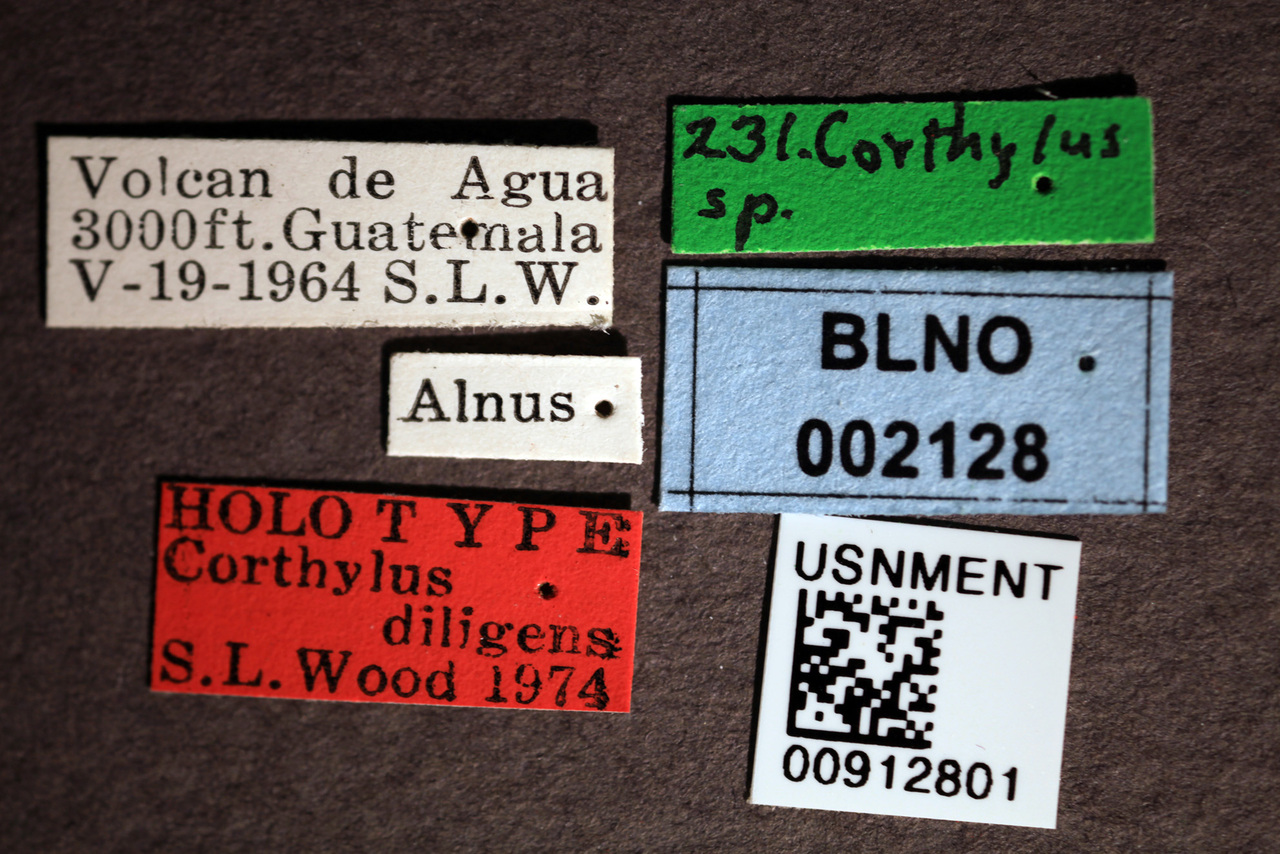 Volcan de Agua
3000ft.Guatemala
V-19-1964 S.L.W.
Alnus
HOLOTYPE
Corthylus
diligens
S.L.Wood 1974
231.Corthylus
sp.
BLNO
002128
USNMENT
00912801